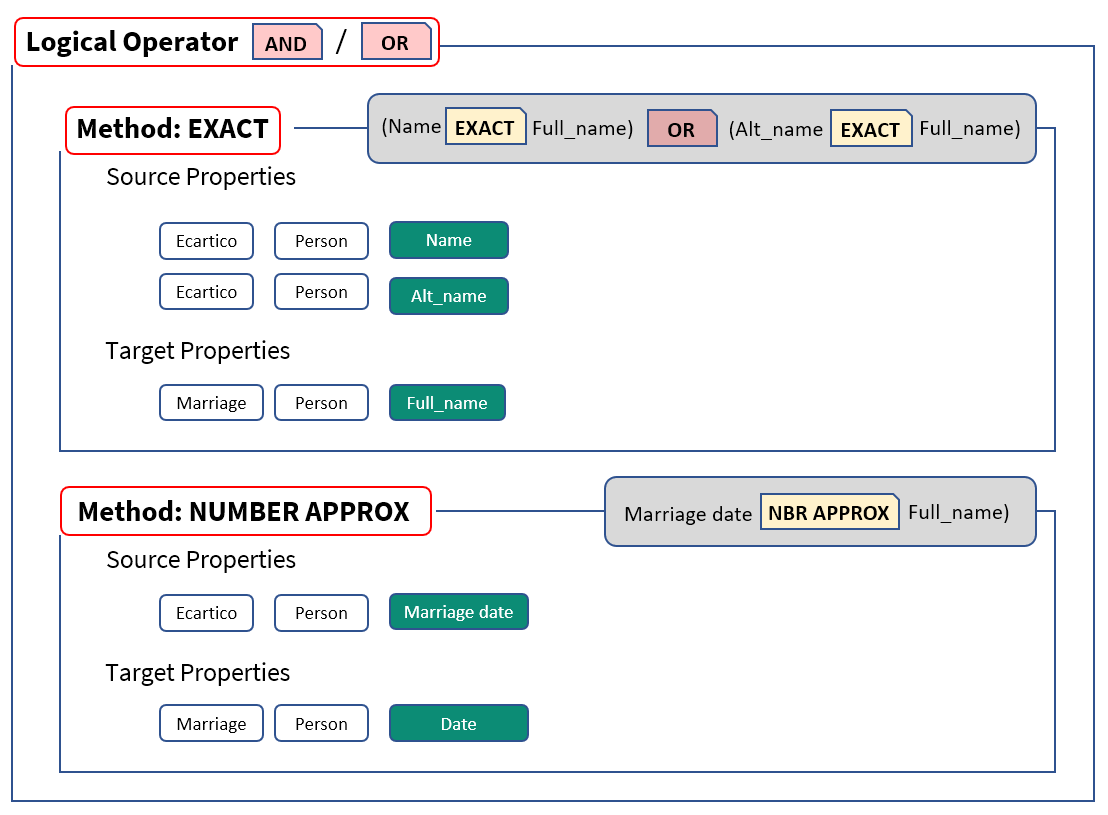 Logical Operator AND / OR
Method: EXACT (Name EXACT Full_name) OR (Alt_name EXACT Full_name)
Source Properties
Ecartico Person Name
Ecartico Person Alt_name
Target Properties
Marriage Person Full_name
Method: NUMBER APPROX Marriage date NBR APPROX Full_name)
Source Properties
Ecartico Person Marriage date
Target Properties
Marriage Person Date